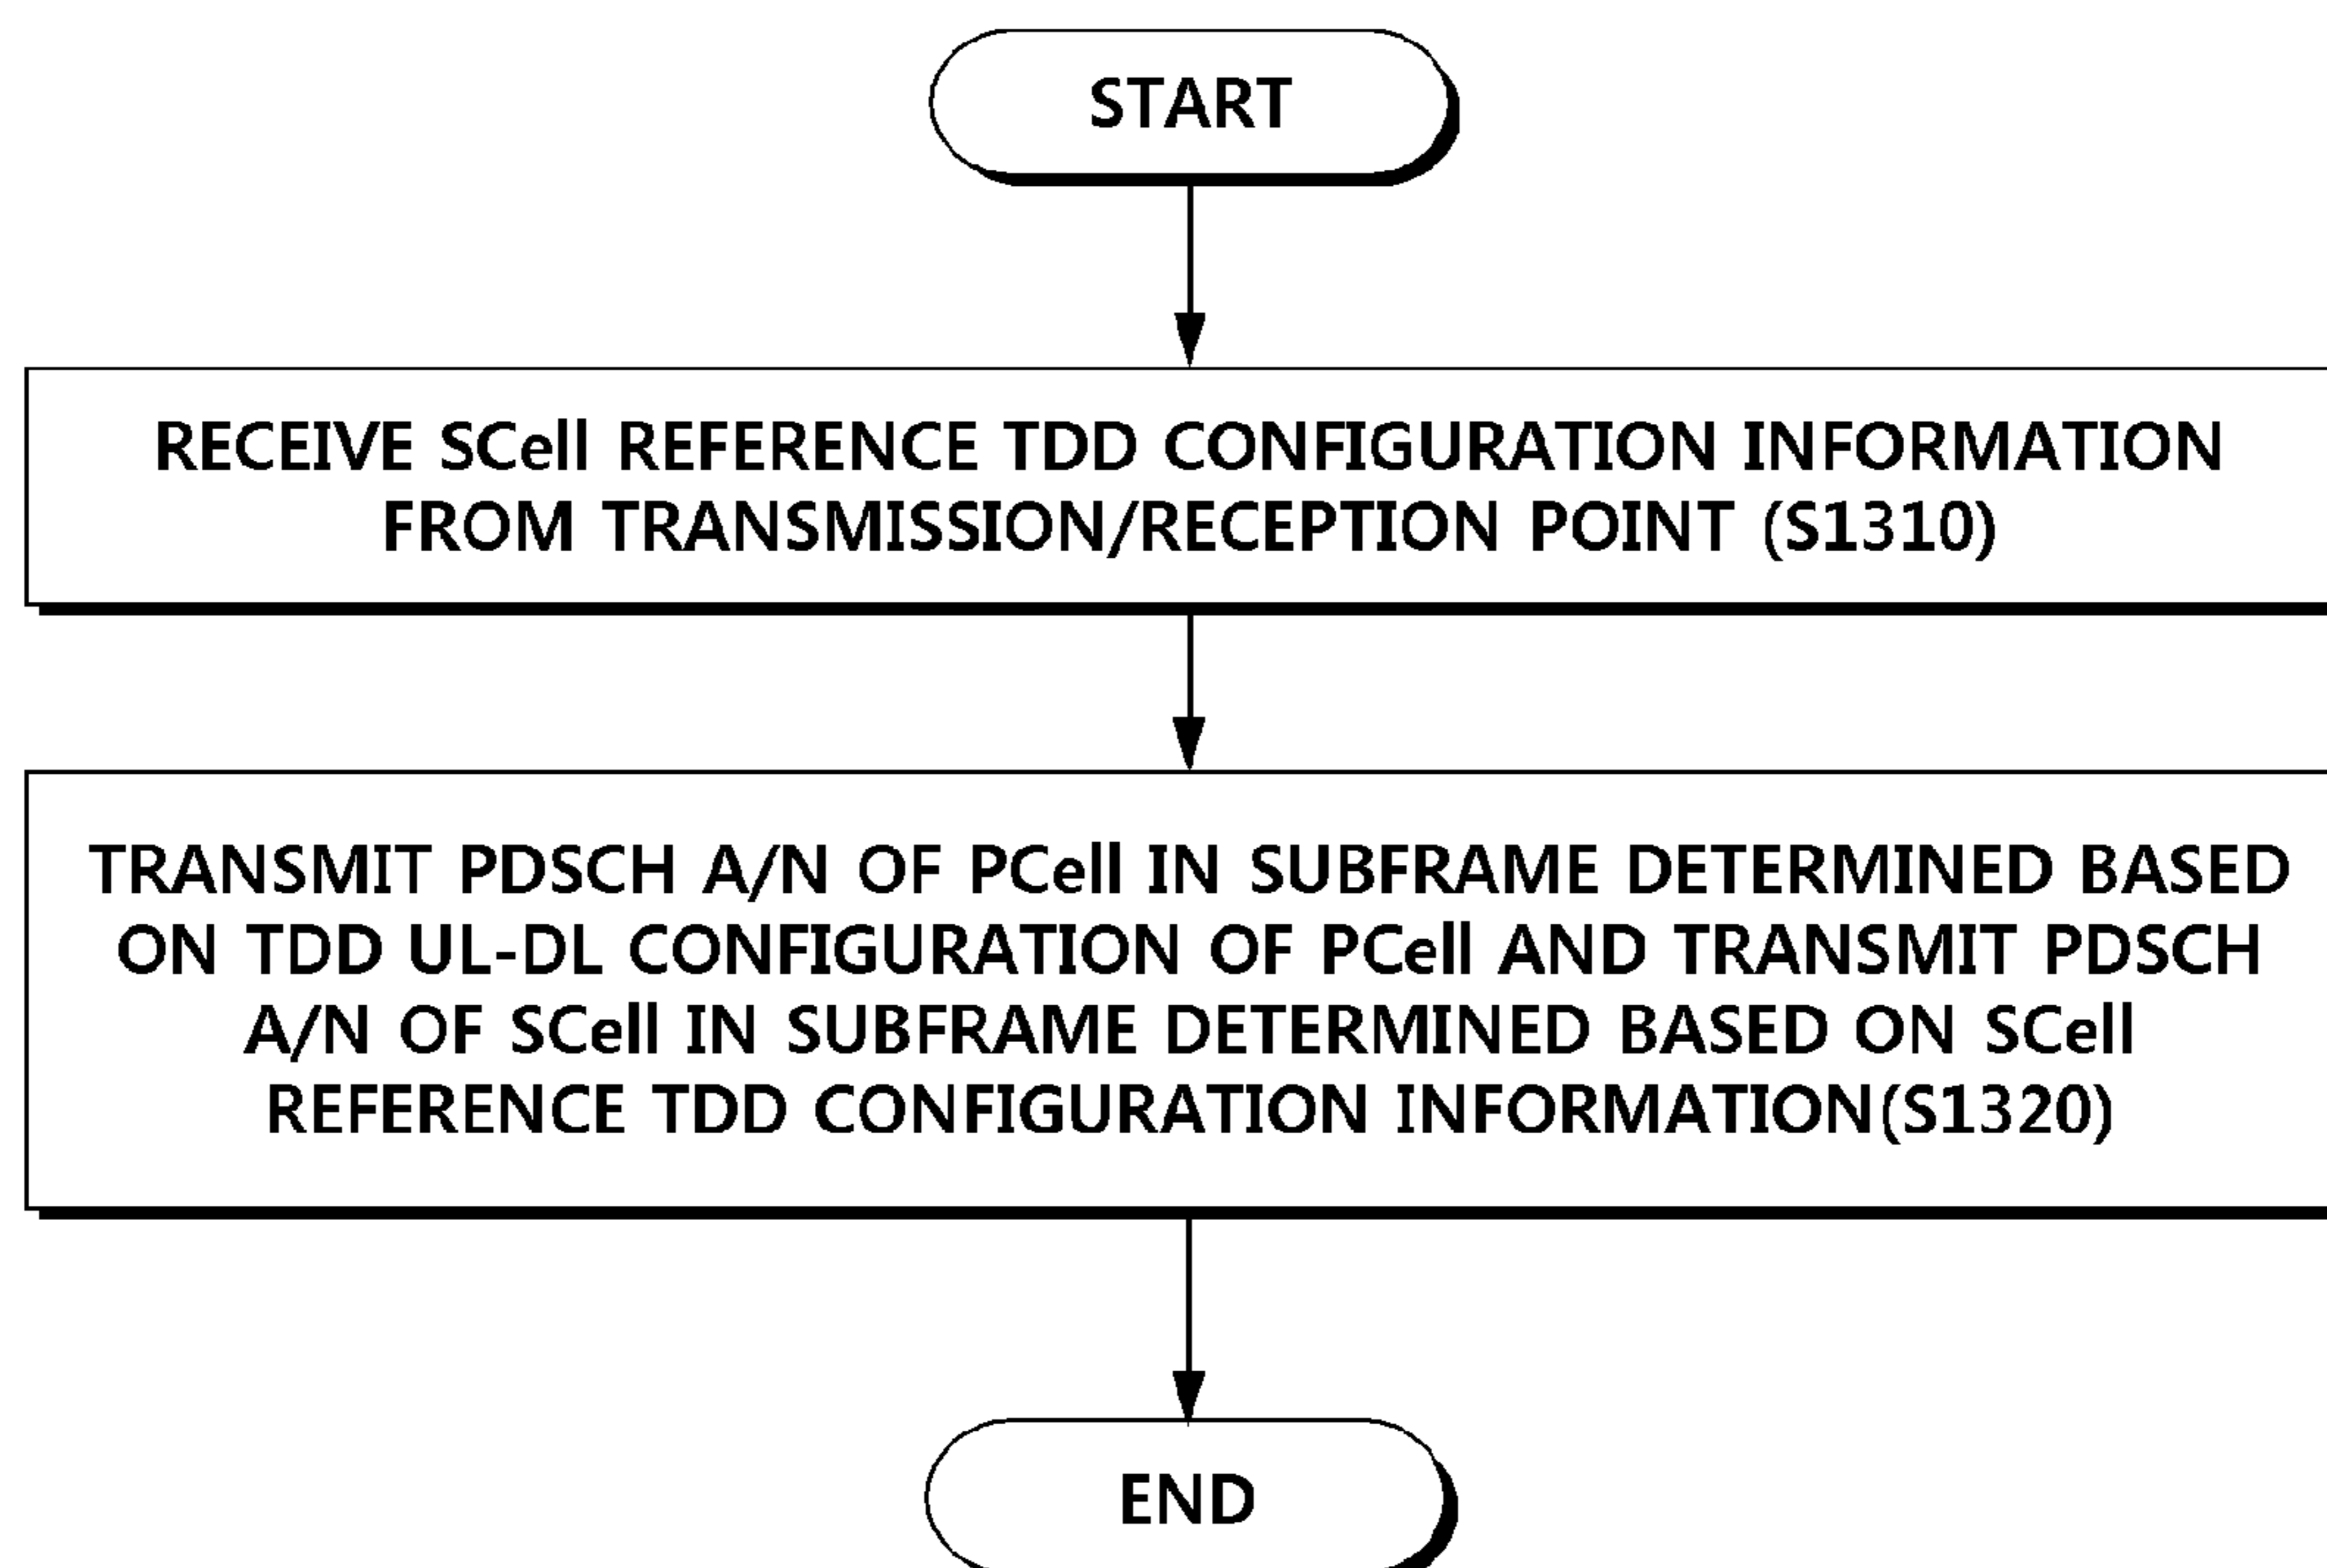 START
RECEIVE SCell REFERENCE TDD CONFIGURATION INFORMATION
FROM TRANSMISSION/RECEPTION POINT (S1310)
TRANSMIT PDSCH A/N OF PCell IN SUBFRAME DETERMINED BASED
ON TDD UL-DL CONFIGURATION OF PCell AND TRANSMIT PDSCH
A/N OF SCell IN SUBFRAME DETERMINED BASED ON SCell
REFERENCE TDD CONFIGURATION INFORMATION(S1320)
END